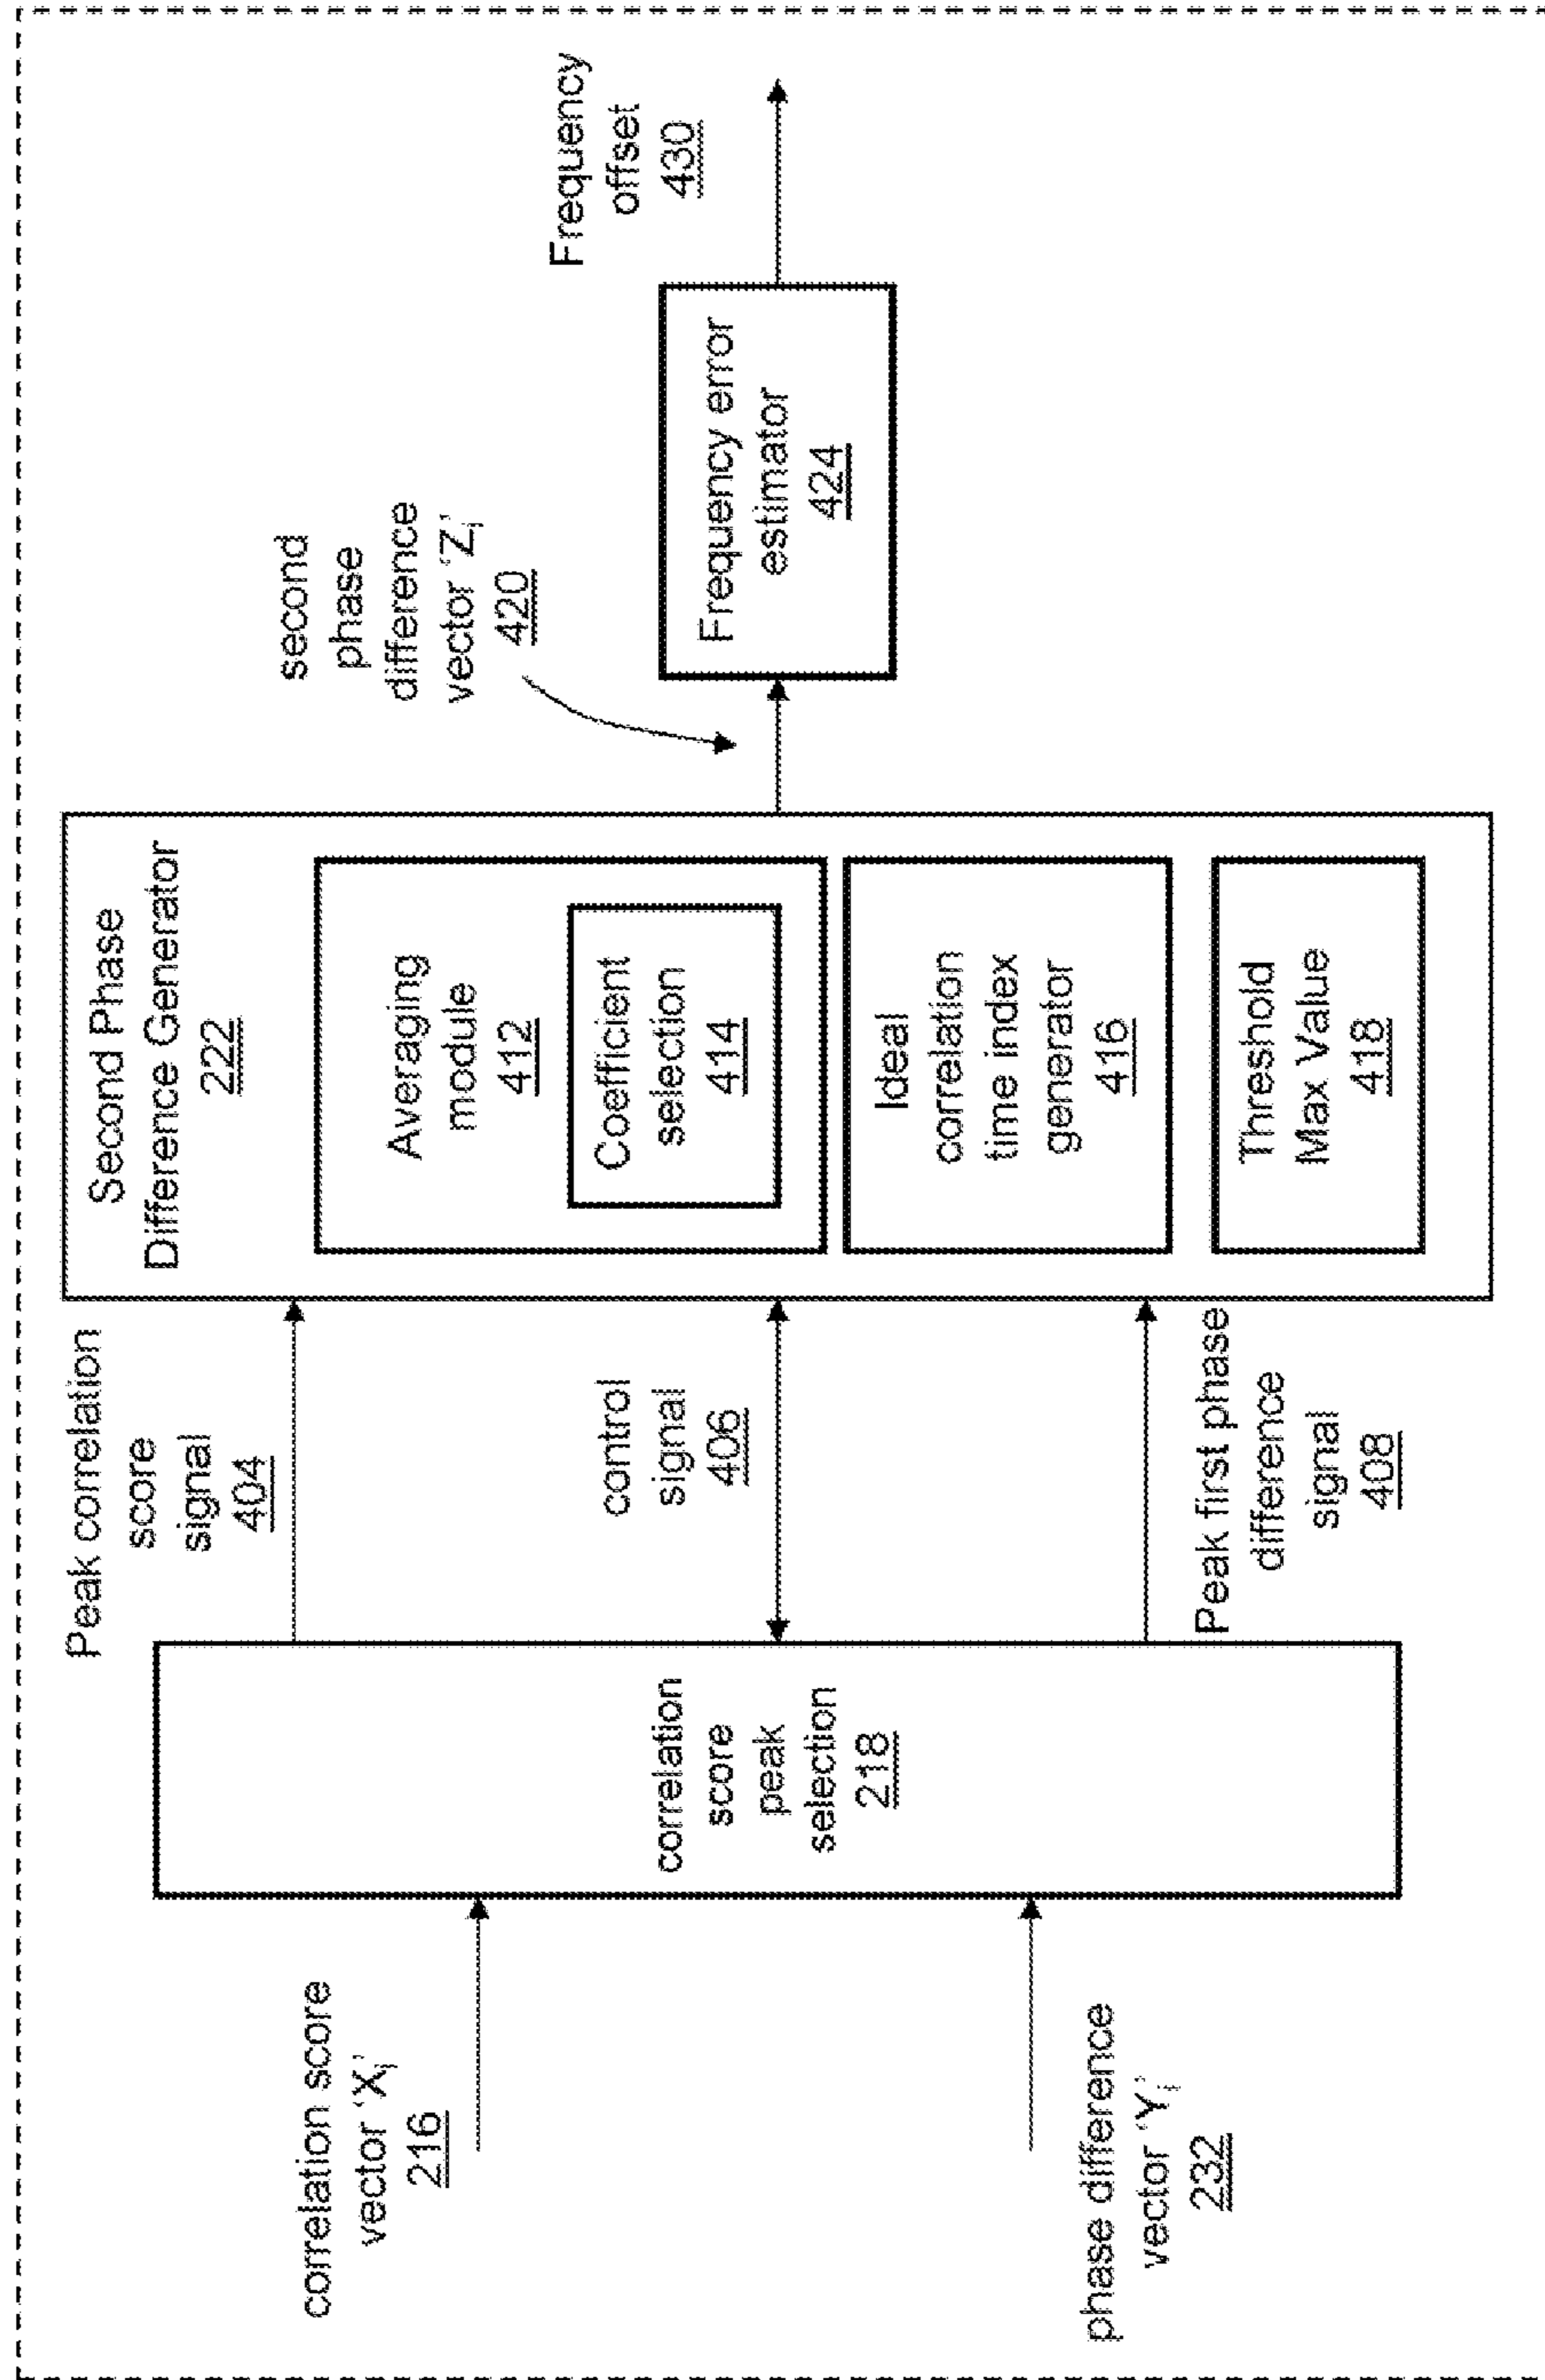 correlation score
vector ‘Xᵢ’
216
phase difference
vector ‘Yᵢ’
232
correlation
score
peak
selection
218
Peak correlation
score
signal
404
control
signal
406
Peak first phase
difference
signal
408
Second Phase
Difference Generator
222
Averaging
module
412
Coefficient
selection
414
Ideal
correlation
time index
generator
416
Threshold
Max Value
418
second
phase
difference
vector ‘Zᵢ’
420
Frequency error
estimator
424
Frequency
offset
430